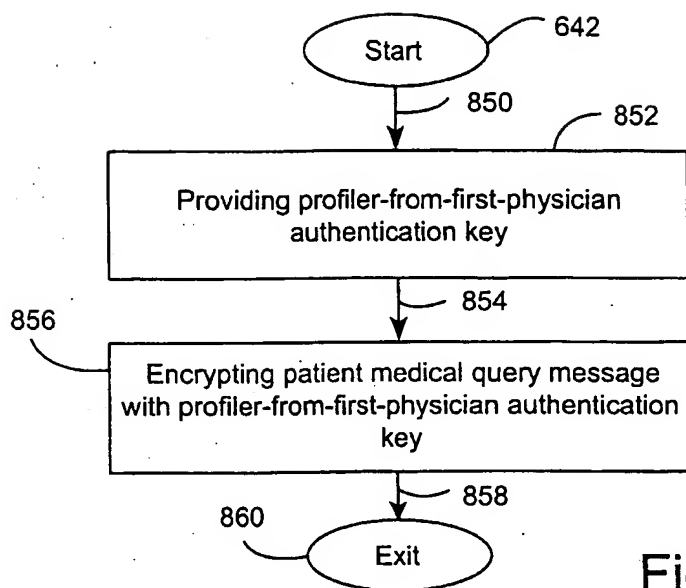 Start
642
850
852
Providing profiler-from-first-physician
authentication key
854
856
Encrypting patient medical query message
with profiler-from-first-physician authentication
key
858
860
Exit
Fi